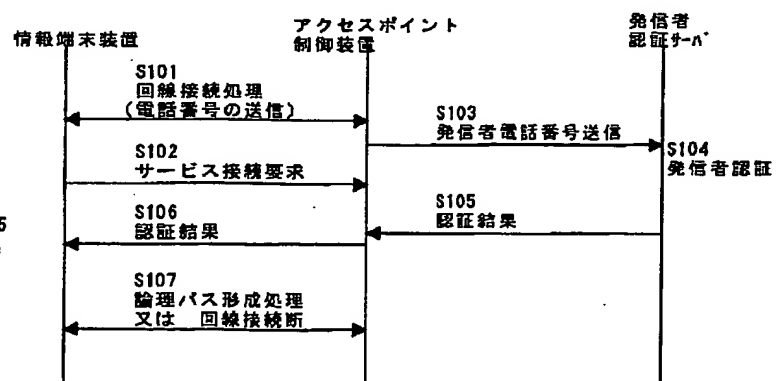 情報端末装置
アクセスポイント
制御装置
発信者
認証サーバ
S101
回線接続処理
(電話番号の送信)
S103
発信者電話番号送信
S104
発信者認証
S102
サービス接続要求
S105
認証結果
S106
認証結果
S107
論理パス形成処理
又は 回線接続断
5